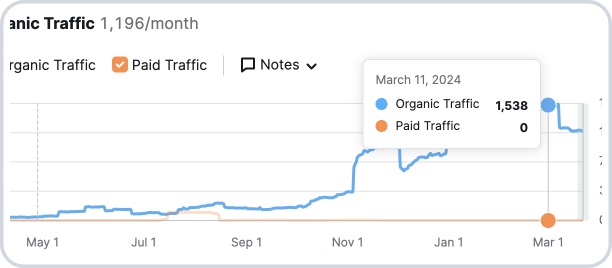 anic Traffic 1,196/month
rganic Traffic Paid Traffic Notes
March 11, 2024
Organic Traffic 1,538
Paid Traffic 0
May 1 Jul 1 Sep 1 Nov 1 Jan 1 Mar 1